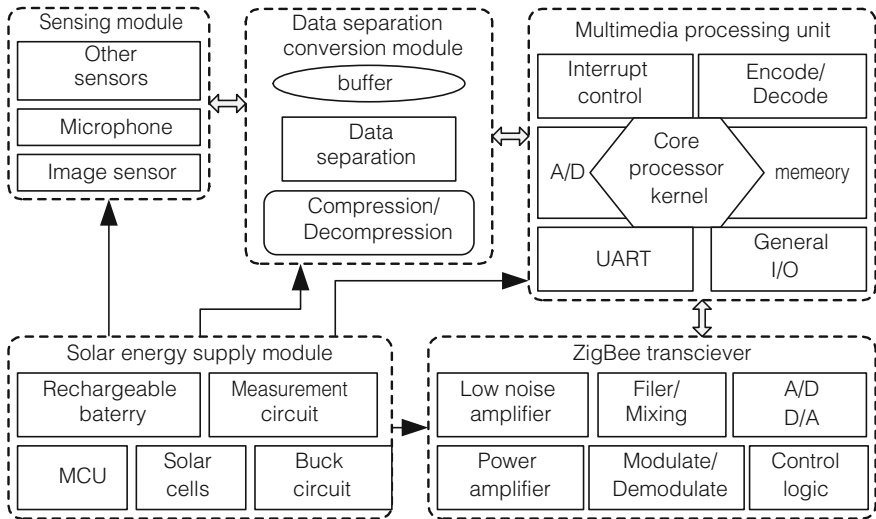 Sensing module
Other
sensors
Microphone
Image sensor
Data separation
conversion module
buffer
Data
separation
Compression/
Decompression
Multimedia processing unit
Interrupt
control
Encode/
Decode
A/D
Core
processor
kernel
memeory
UART
General
I/O
Solar energy supply module
Rechargeable
baterry
Measurement
circuit
MCU
Solar
cells
Buck
circuit
ZigBee transciever
Low noise
amplifier
Filer/
Mixing
A/D
D/A
Power
amplifier
Modulate/
Demodulate
Control
logic